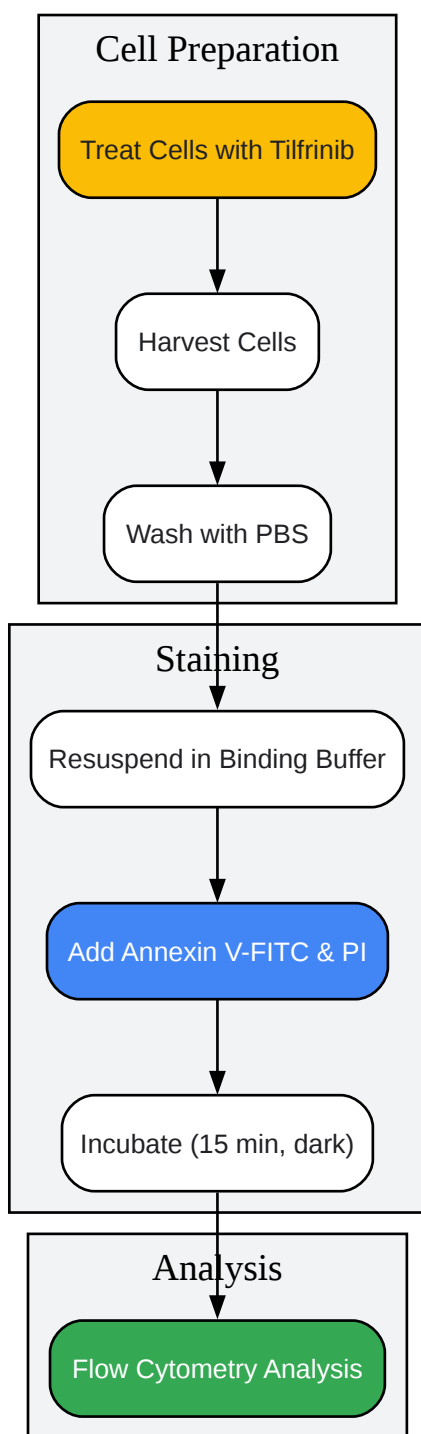 Cell Preparation
Treat Cells with Tilfrinib
Harvest Cells
Wash with PBS
Staining
Resuspend in Binding Buffer
Add Annexin V-FITC & PI
Incubate (15 min, dark)
Analysis
Flow Cytometry Analysis